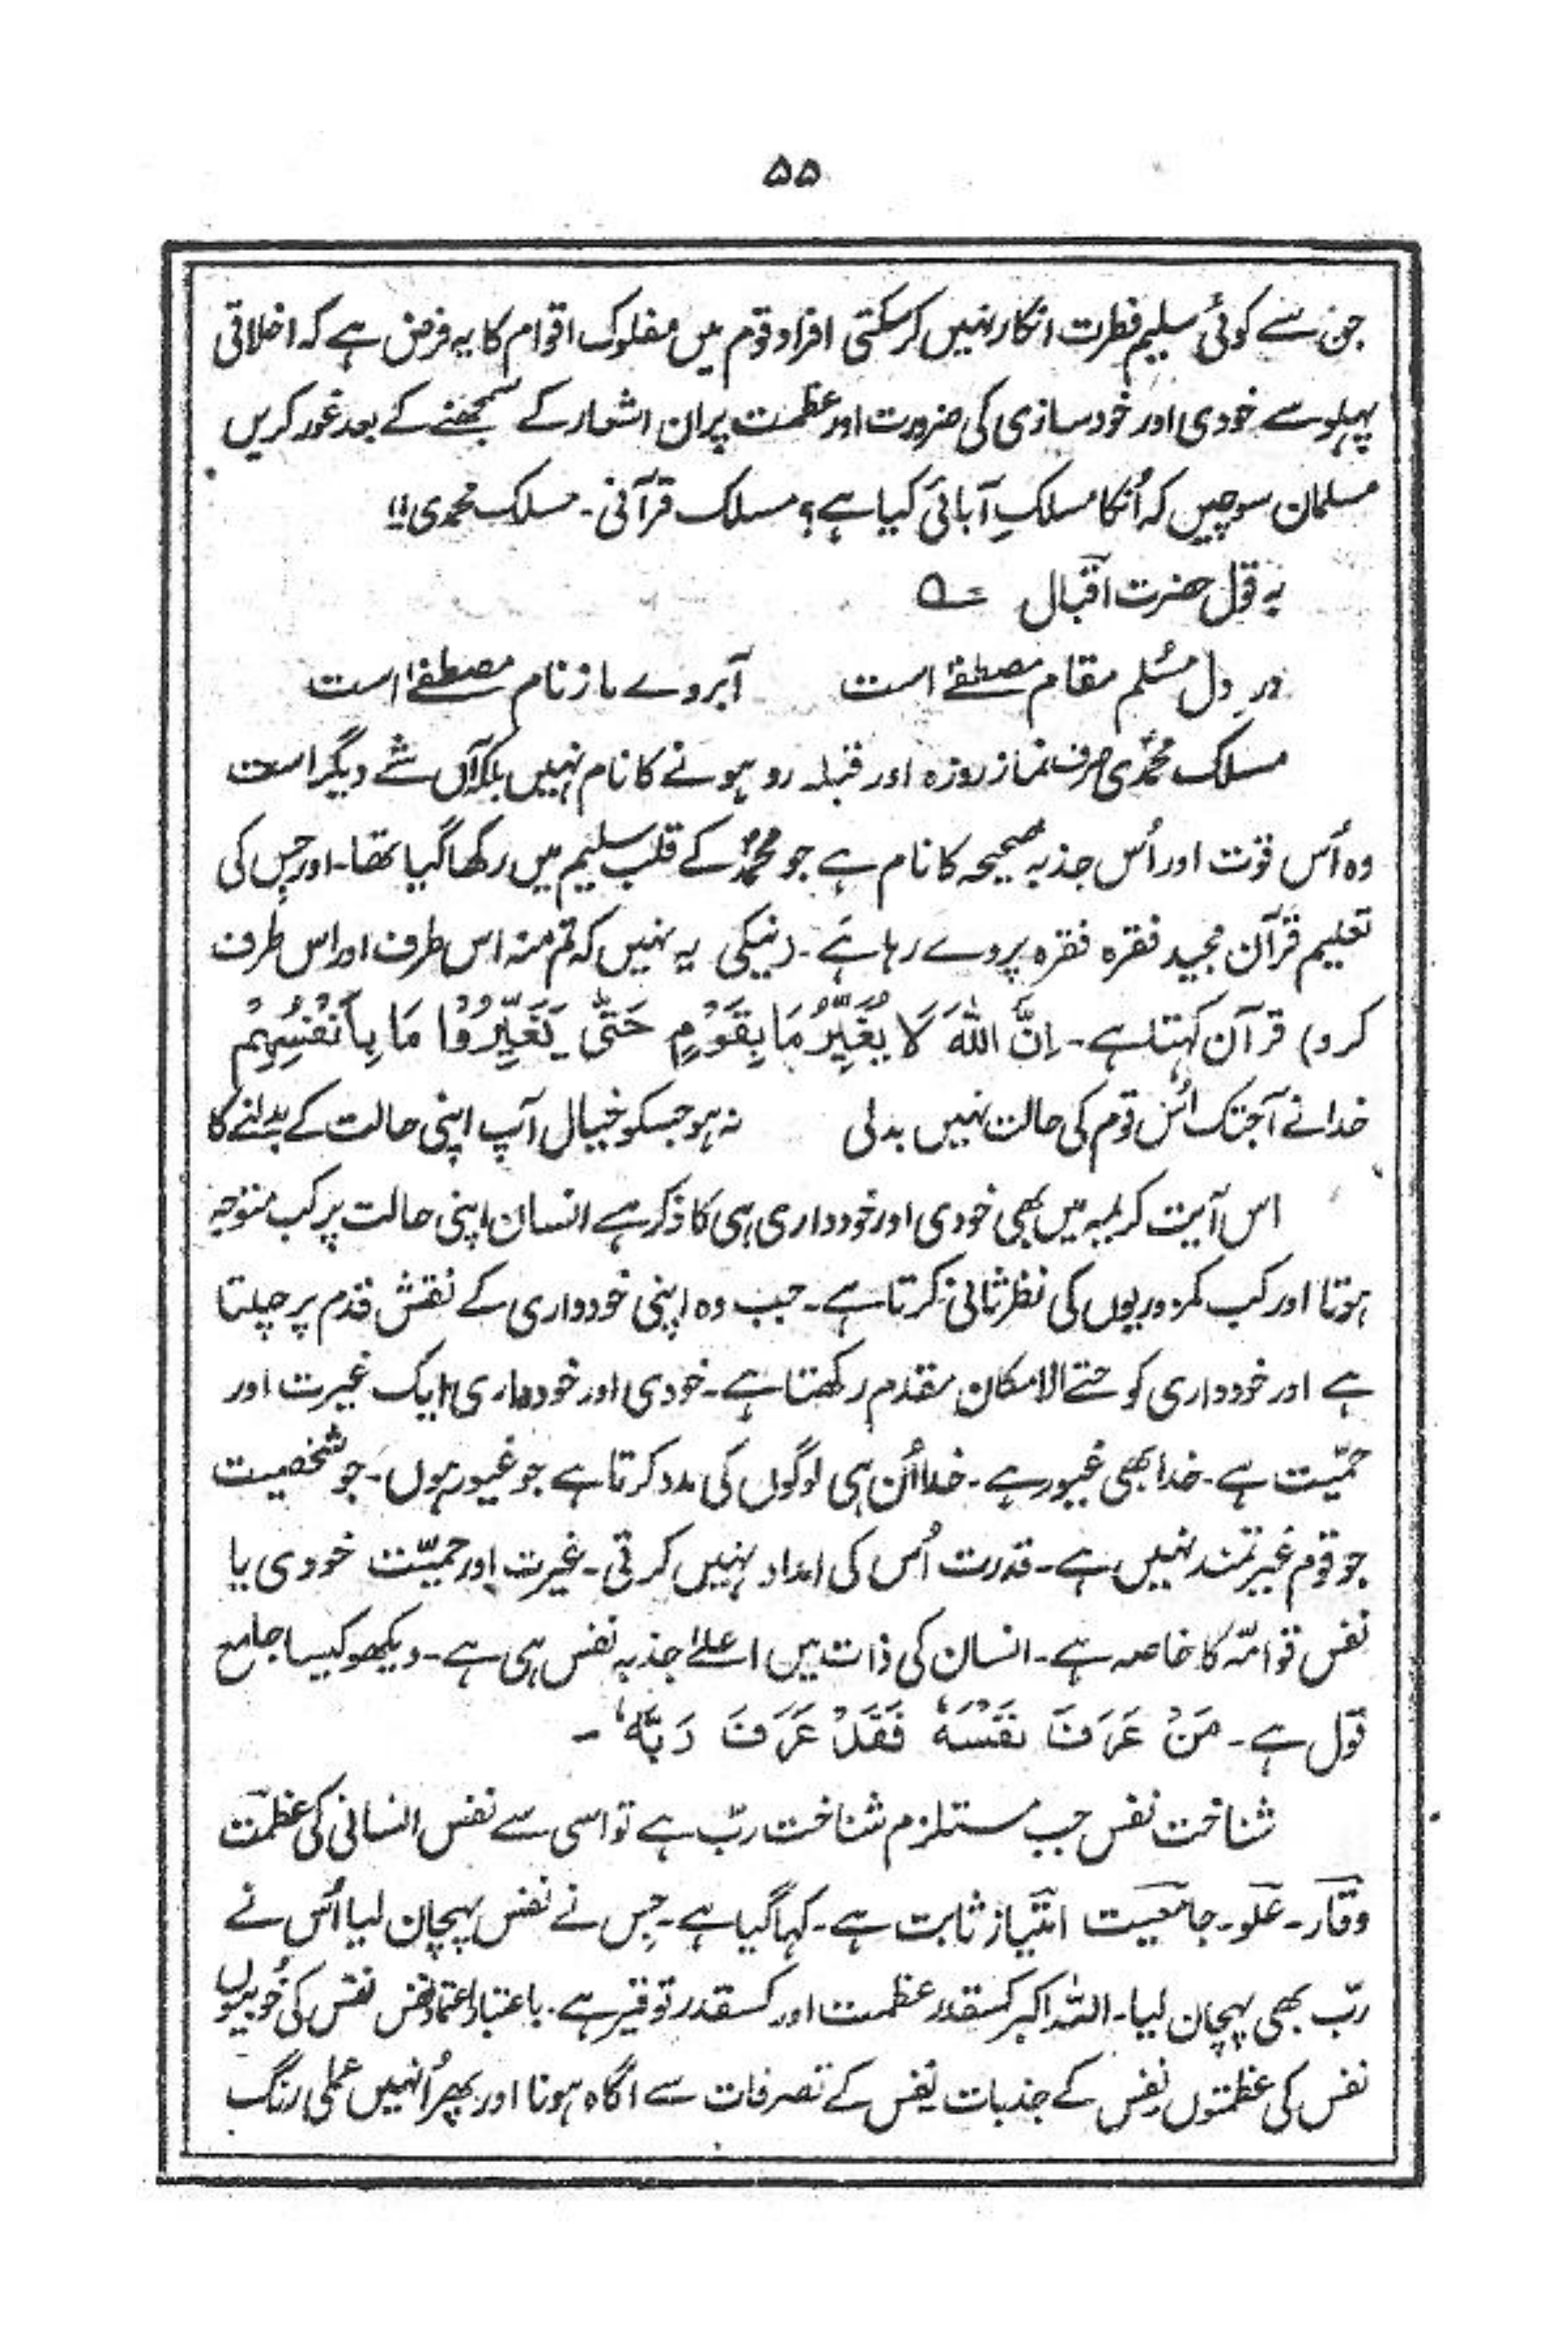 ۵۵
جن سے کوئی سلیم فطرت انکار نہیں کرسکتی افراد قوم میں مفلوک اقوام کا یہ فرض ہے کہ اخلاقی
پہلو سے خودی اور خود سازی کی ضرورت اور عظمت پر ان اشعار کے سمجھنے کے بعد غور کریں
مسلمان سوچیں کہ اُنکا مسلکِ آبائی کیا ہے؟ مسلک قرآنی۔ مسلک محمدی!!
بہ قول حضرت اقبال ؎
در دل مُسلم مقام مصطفےٰ است آبروے ما ز نام مصطفےٰ است
مسلک محمدؐی صرف نماز روزہ اور قبلہ رو ہونے کا نام نہیں بلکہ آں شے دیگر است
وہ اُس قوت اور اُس جذبہ صحیحہ کا نام ہے جو محمدؐ کے قلب سلیم میں رکھا گیا تھا۔ اور جس کی
تعلیم قرآن مجید فقرہ فقرہ پر دے رہا ہے۔ (نیکی یہ نہیں کہ تم منہ اس طرف اور اس طرف
کرو) قرآن کہتا ہے۔ اِنَّ اللّٰہَ لَا یُغَیِّرُ مَا بِقَوْمٍ حَتّٰی یُغَیِّرُوْا مَا بِاَنْفُسِہِمْ
خدا نے آجتک اُس قوم کی حالت نہیں بدلی نہ ہو جسکو خیال آپ اپنی حالت کے بدلنے کا
اس آیت کریمہ میں بھی خودی اور خودداری ہی کا ذکر ہے انسان اپنی حالت پر کب متوجہ
ہوتا اور کب کمزوریوں کی نظر ثانی کرتا ہے۔ جب وہ اپنی خودداری کے نقش قدم پر چلتا
ہے اور خودداری کو حتے الامکان مقدم رکھتا ہے۔ خودی اور خودداری ایک غیرت اور
حمیّت ہے۔ خدا بھی غیور ہے۔ خدا اُن ہی لوگوں کی مدد کرتا ہے جو غیور ہوں۔ جو شخصیت
جو قوم غیرتمند نہیں ہے۔ قدرت اُس کی امداد نہیں کرتی۔ غیرت اور حمیّت خودی یا
نفس قوامّہ کا خاصہ ہے۔ انسان کی ذات میں اعلےٰ جذبہ نفس ہی ہے۔ دیکھو کیسا جامع
قول ہے۔ مَنْ عَرَفَ نَفْسَہٗ فَقَدْ عَرَفَ رَبَّہٗ ۔
شناخت نفس جب مستلزم شناخت ربّ ہے تو اسی سے نفس انسانی کی عظمت
وقار۔ علو۔ جامعیت امتیاز ثابت ہے۔ کہا گیا ہے۔ جس نے نفس پہچان لیا اُس نے
ربّ بھی پہچان لیا۔ اللہ اکبر کسقدر عظمت اور کسقدر توقیر ہے۔ باعتبار اعتماد نفس نفس کی خُوبیوں
نفس کی عظمتوں نفس کے جذبات نفس کے تصرفات سے اگاہ ہونا اور پھر اُنہیں عملی رنگ